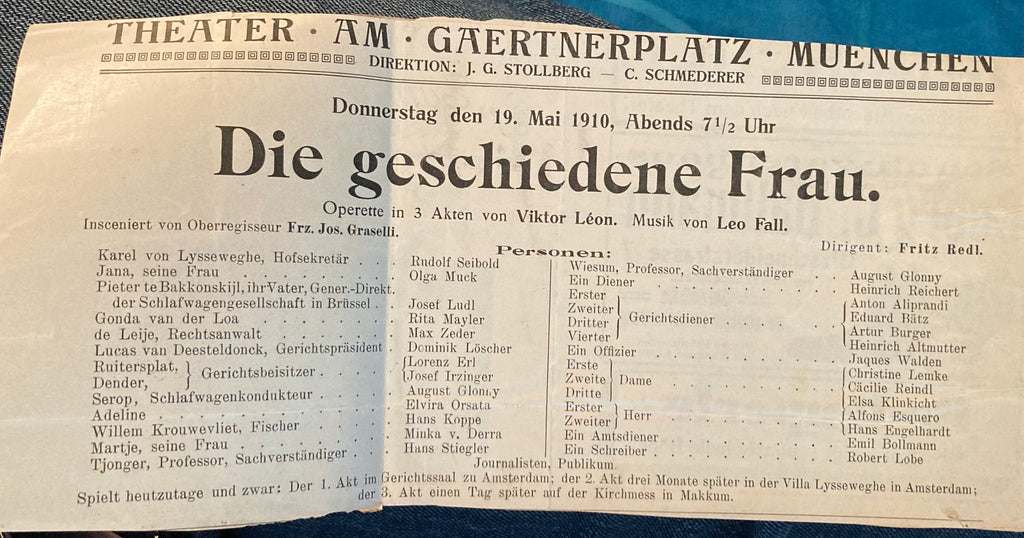 THEATER · AM · GAERTNERPLATZ · MUENCHEN
DIREKTION: J. G. STOLLBERG — C. SCHMEDERER
Donnerstag den 19. Mai 1910, Abends 7 1/2 Uhr
Die geschiedene Frau.
Operette in 3 Akten von Viktor Léon. Musik von Leo Fall.
Insceniert von Oberregisseur Frz. Jos. Graselli.
Dirigent: Fritz Redl.
Personen:
Karel von Lysseweghe, Hofsekretär . . . Rudolf Seibold
Jana, seine Frau . . . . . . . . Olga Muck
Pieter te Bakkonskijl, ihr Vater, Gener.-Direkt.
der Schlafwagengesellschaft in Brüssel . . Josef Ludl
Gonda van der Loa . . . . . . . Rita Mayler
de Leije, Rechtsanwalt . . . . . . Max Zeder
Lucas van Deesteldonck, Gerichtspräsident . Dominik Löscher
Ruitersplat, } Gerichtsbeisitzer . . . . { Lorenz Erl
Dender, } { Josef Irzinger
Serop, Schlafwagenkondukteur . . . . August Glonny
Adeline . . . . . . . . . . Elvira Orsata
Willem Krouwevliet, Fischer . . . . . Hans Koppe
Martje, seine Frau . . . . . . . Minka v. Derra
Tjonger, Professor, Sachverständiger . . . Hans Stiegler
Wiesum, Professor, Sachverständiger . . August Glonny
Ein Diener . . . . . . . . . Heinrich Reichert
Erster } Gerichtsdiener . . . . . { Anton Aliprandi
Zweiter } { Eduard Bätz
Dritter } { Artur Burger
Vierter } { Heinrich Altmutter
Ein Offizier . . . . . . . . . Jaques Walden
Erste } Dame . . . . . . . { Christine Lemke
Zweite } { Cäcilie Reindl
Dritte } { Elsa Klinkicht
Erster } Herr . . . . . . . { Alfons Esquero
Zweiter } { Hans Engelhardt
Ein Amtsdiener . . . . . . . . Emil Bollmann
Ein Schreiber . . . . . . . . . Robert Lobe
Journalisten, Publikum.
Spielt heutzutage und zwar: Der 1. Akt im Gerichtssaal zu Amsterdam; der 2. Akt drei Monate später in der Villa Lysseweghe in Amsterdam;
der 3. Akt einen Tag später auf der Kirchmess in Makkum.